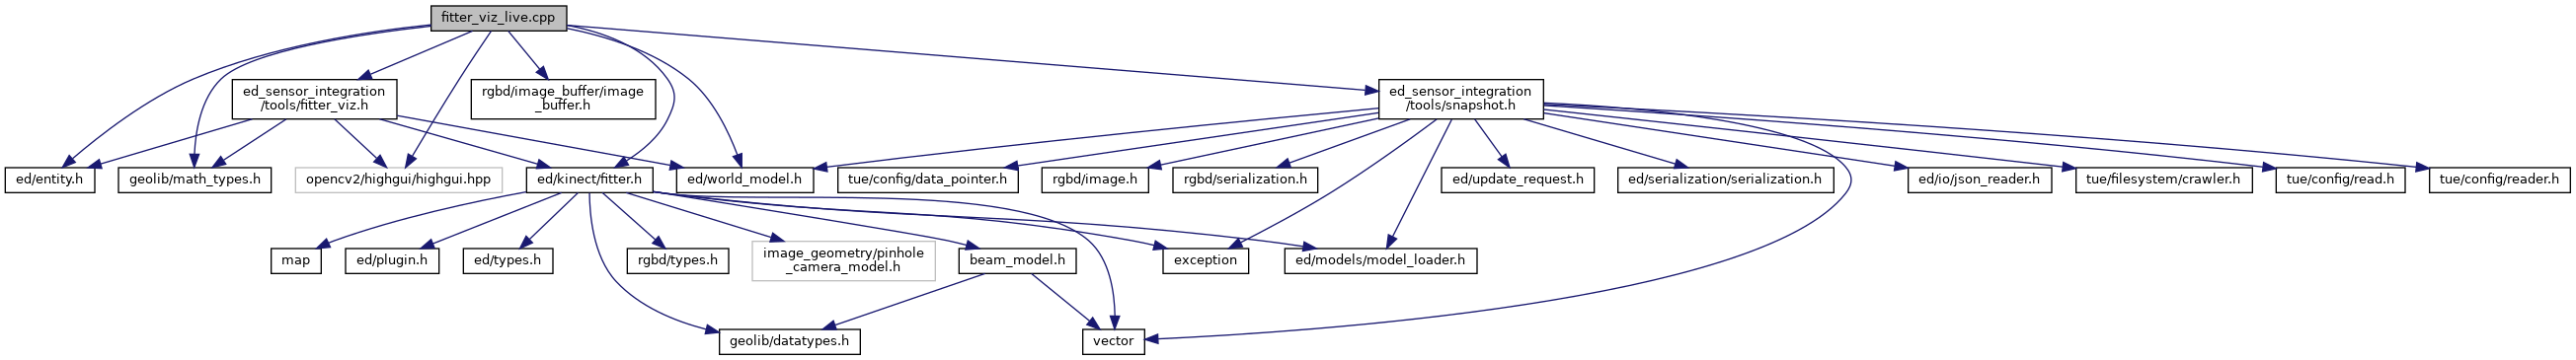 fitter_viz_live.cpp
ed_sensor_integration
/tools/fitter_viz.h
rgbd/image_buffer/image
_buffer.h
ed_sensor_integration
/tools/snapshot.h
ed/entity.h
geolib/math_types.h
opencv2/highgui/highgui.hpp
ed/kinect/fitter.h
ed/world_model.h
tue/config/data_pointer.h
rgbd/image.h
rgbd/serialization.h
ed/update_request.h
ed/serialization/serialization.h
ed/io/json_reader.h
tue/filesystem/crawler.h
tue/config/read.h
tue/config/reader.h
map
ed/plugin.h
ed/types.h
rgbd/types.h
image_geometry/pinhole
_camera_model.h
beam_model.h
exception
ed/models/model_loader.h
geolib/datatypes.h
vector